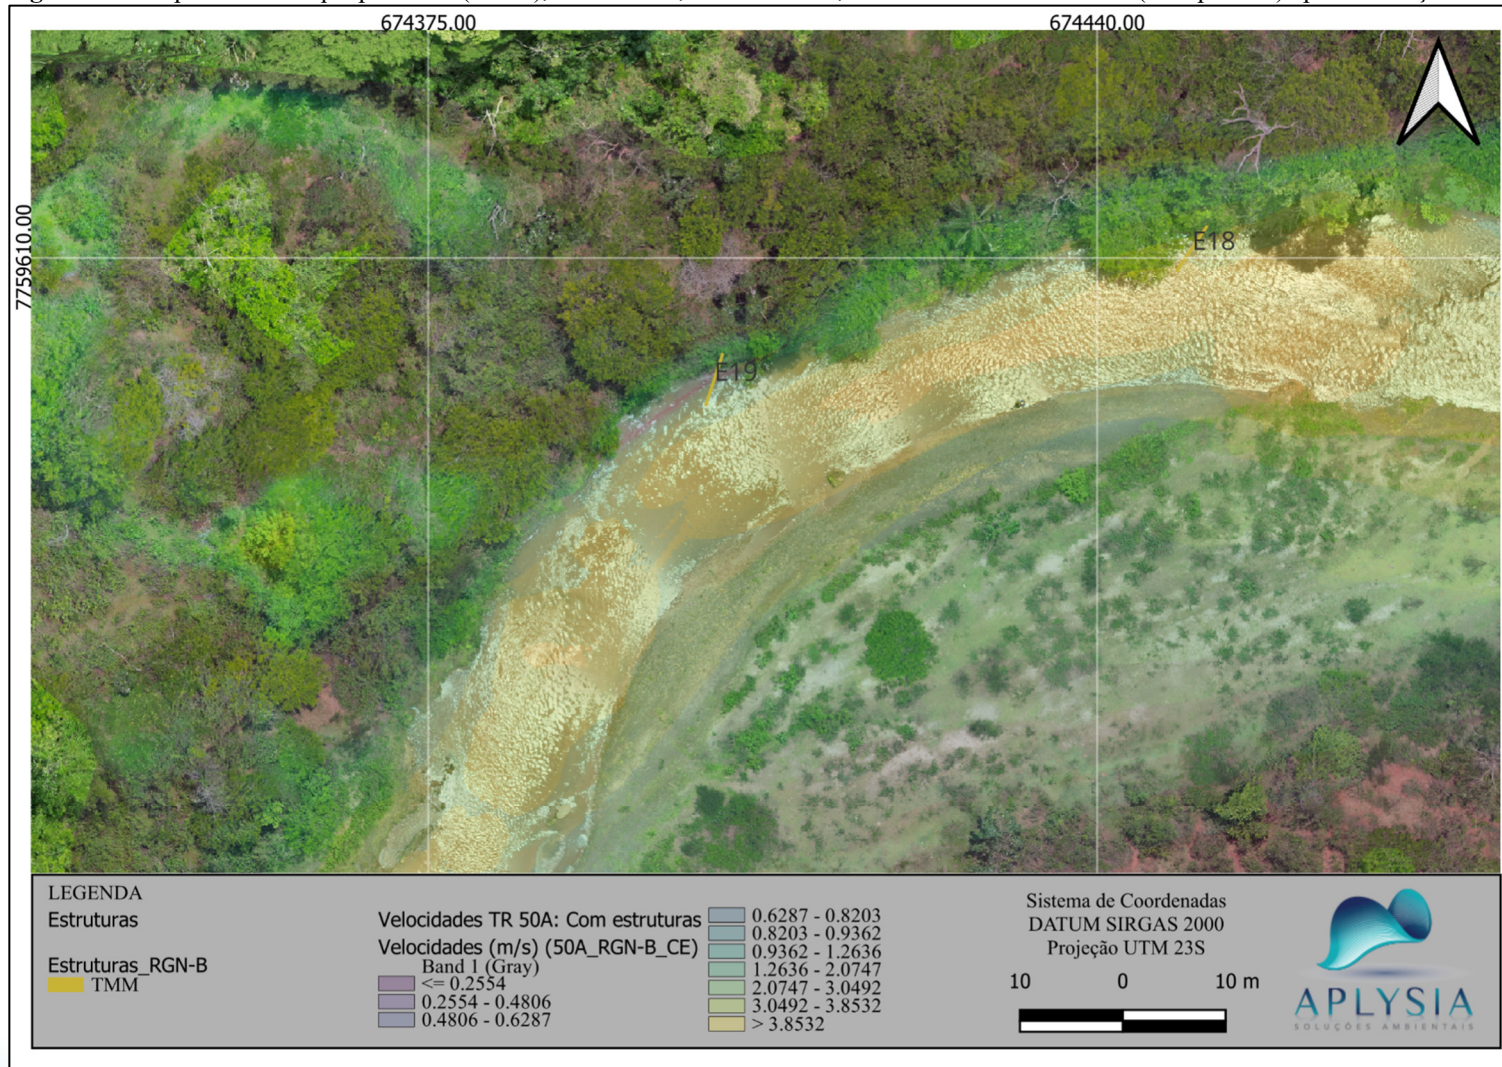 674375.00
674440.00
7759610.00
E18
E19
LEGENDA
Estruturas
Estruturas_RGN-B
TMM
Velocidades TR 50A: Com estruturas
Velocidades (m/s) (50A_RGN-B_CE)
Band 1 (Gray)
<= 0.2554
0.2554 - 0.4806
0.4806 - 0.6287
0.6287 - 0.8203
0.8203 - 0.9362
0.9362 - 1.2636
1.2636 - 2.0747
2.0747 - 3.0492
3.0492 - 3.8532
> 3.8532
Sistema de Coordenadas
DATUM SIRGAS 2000
Projeção UTM 23S
10 0 10 m
APLYSIA
SOLUÇÕES AMBIENTAIS